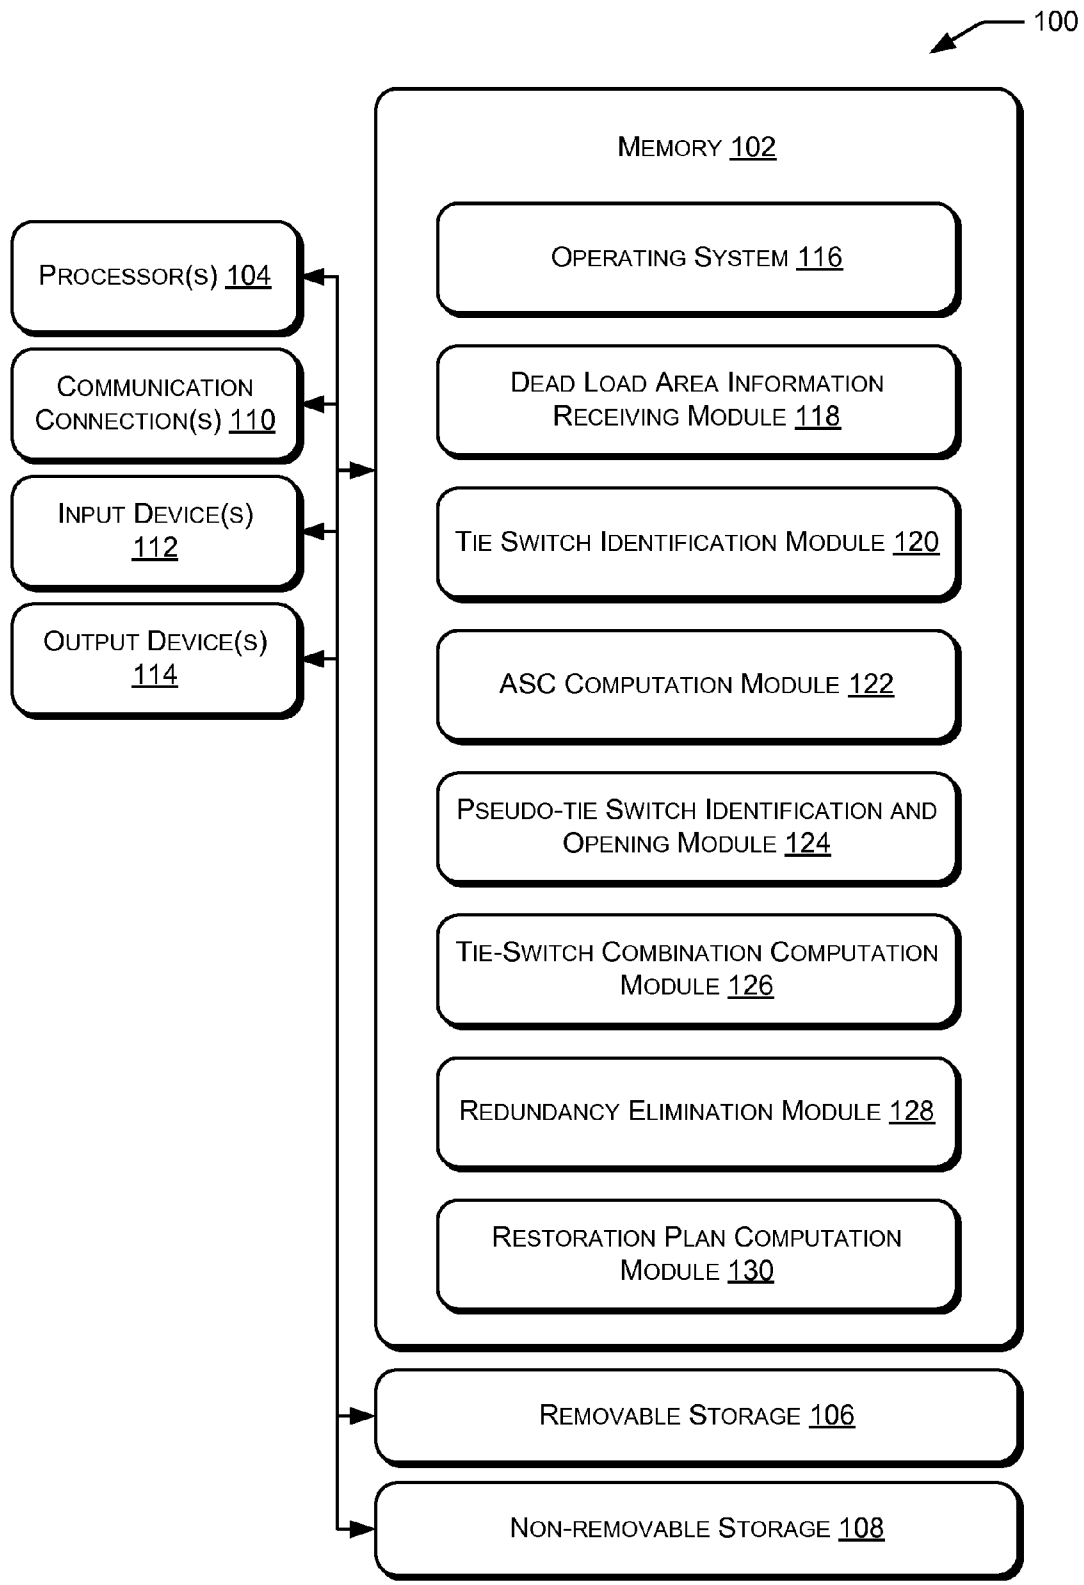 100
MEMORY 102
OPERATING SYSTEM 116
DEAD LOAD AREA INFORMATION
RECEIVING MODULE 118
TIE SWITCH IDENTIFICATION MODULE 120
ASC COMPUTATION MODULE 122
PSEUDO-TIE SWITCH IDENTIFICATION AND
OPENING MODULE 124
TIE-SWITCH COMBINATION COMPUTATION
MODULE 126
REDUNDANCY ELIMINATION MODULE 128
RESTORATION PLAN COMPUTATION
MODULE 130
PROCESSOR(S) 104
COMMUNICATION
CONNECTION(S) 110
INPUT DEVICE(S)
112
OUTPUT DEVICE(S)
114
REMOVABLE STORAGE 106
NON-REMOVABLE STORAGE 108